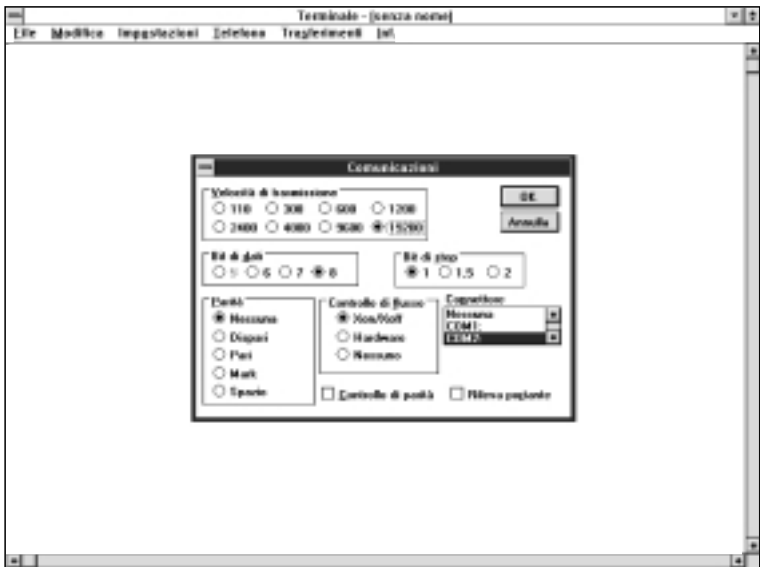 Terminale - (senza nome)
File Modifica Impostazioni Telefono Trasferimenti Inf.
Comunicazioni
Velocità di trasmissione
110 300 600 1200
2400 4800 9600 19200
OK
Annulla
Bit di dati
5 6 7 8
Bit di stop
1 1.5 2
Parità
Nessuna
Dispari
Pari
Mark
Spazio
Controllo di flusso
Xon/Xoff
Hardware
Nessuno
Connettore
Nessuna
COM1:
COM2:
Controllo di parità
Rileva portante